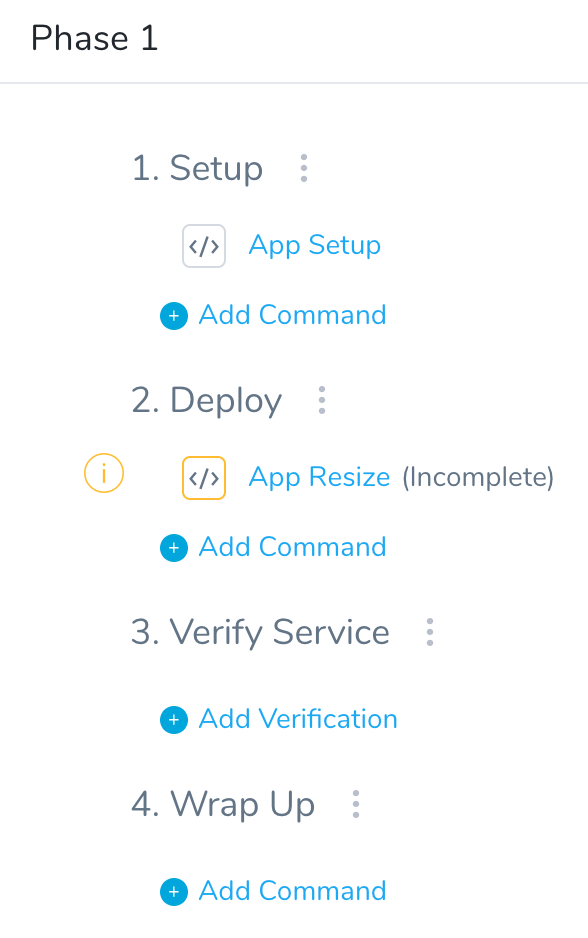 Phase 1
1. Setup
</> App Setup
+ Add Command
2. Deploy
i </> App Resize (Incomplete)
+ Add Command
3. Verify Service
+ Add Verification
4. Wrap Up
+ Add Command